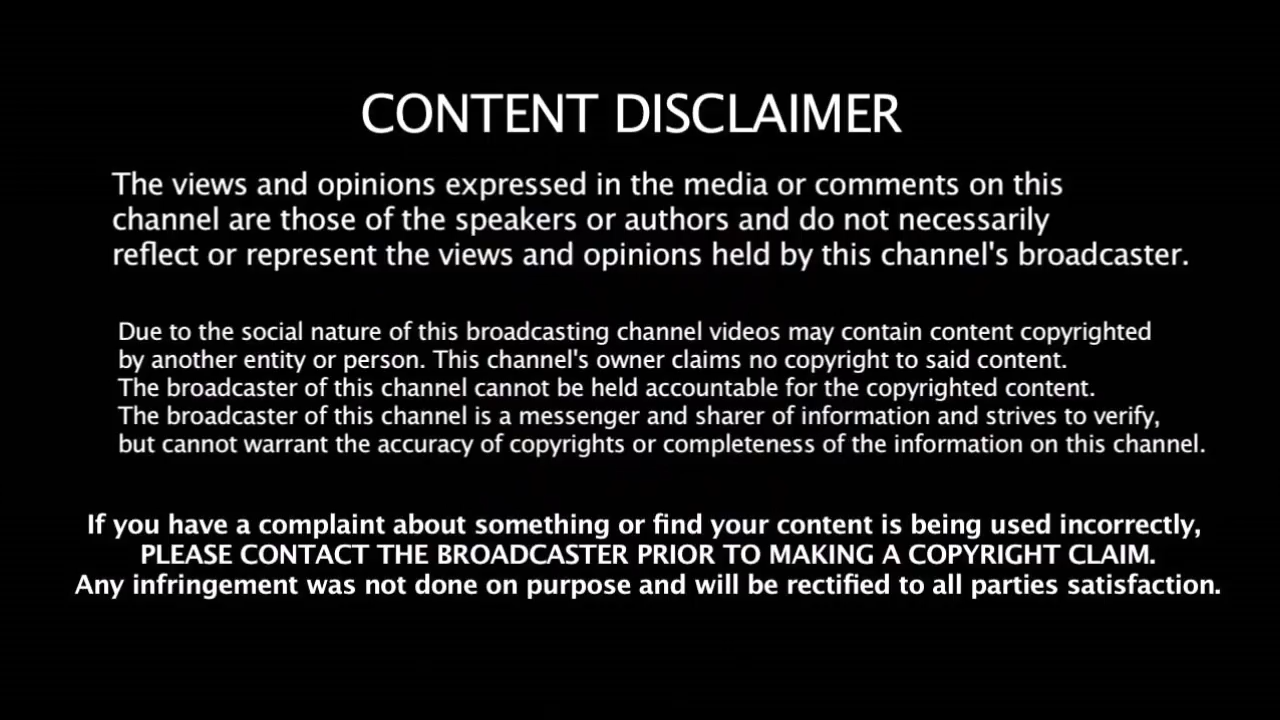 CONTENT DISCLAIMER
The views and opinions expressed in the media or comments on this
channel are those of the speakers or authors and do not necessarily
reflect or represent the views and opinions held by this channel's broadcaster.
Due to the social nature of this broadcasting channel videos may contain content copyrighted
by another entity or person. This channel's owner claims no copyright to said content.
The broadcaster of this channel cannot be held accountable for the copyrighted content.
The broadcaster of this channel is a messenger and sharer of information and strives to verify,
but cannot warrant the accuracy of copyrights or completeness of the information on this channel.
If you have a complaint about something or find your content is being used incorrectly,
PLEASE CONTACT THE BROADCASTER PRIOR TO MAKING A COPYRIGHT CLAIM.
Any infringement was not done on purpose and will be rectified to all parties satisfaction.